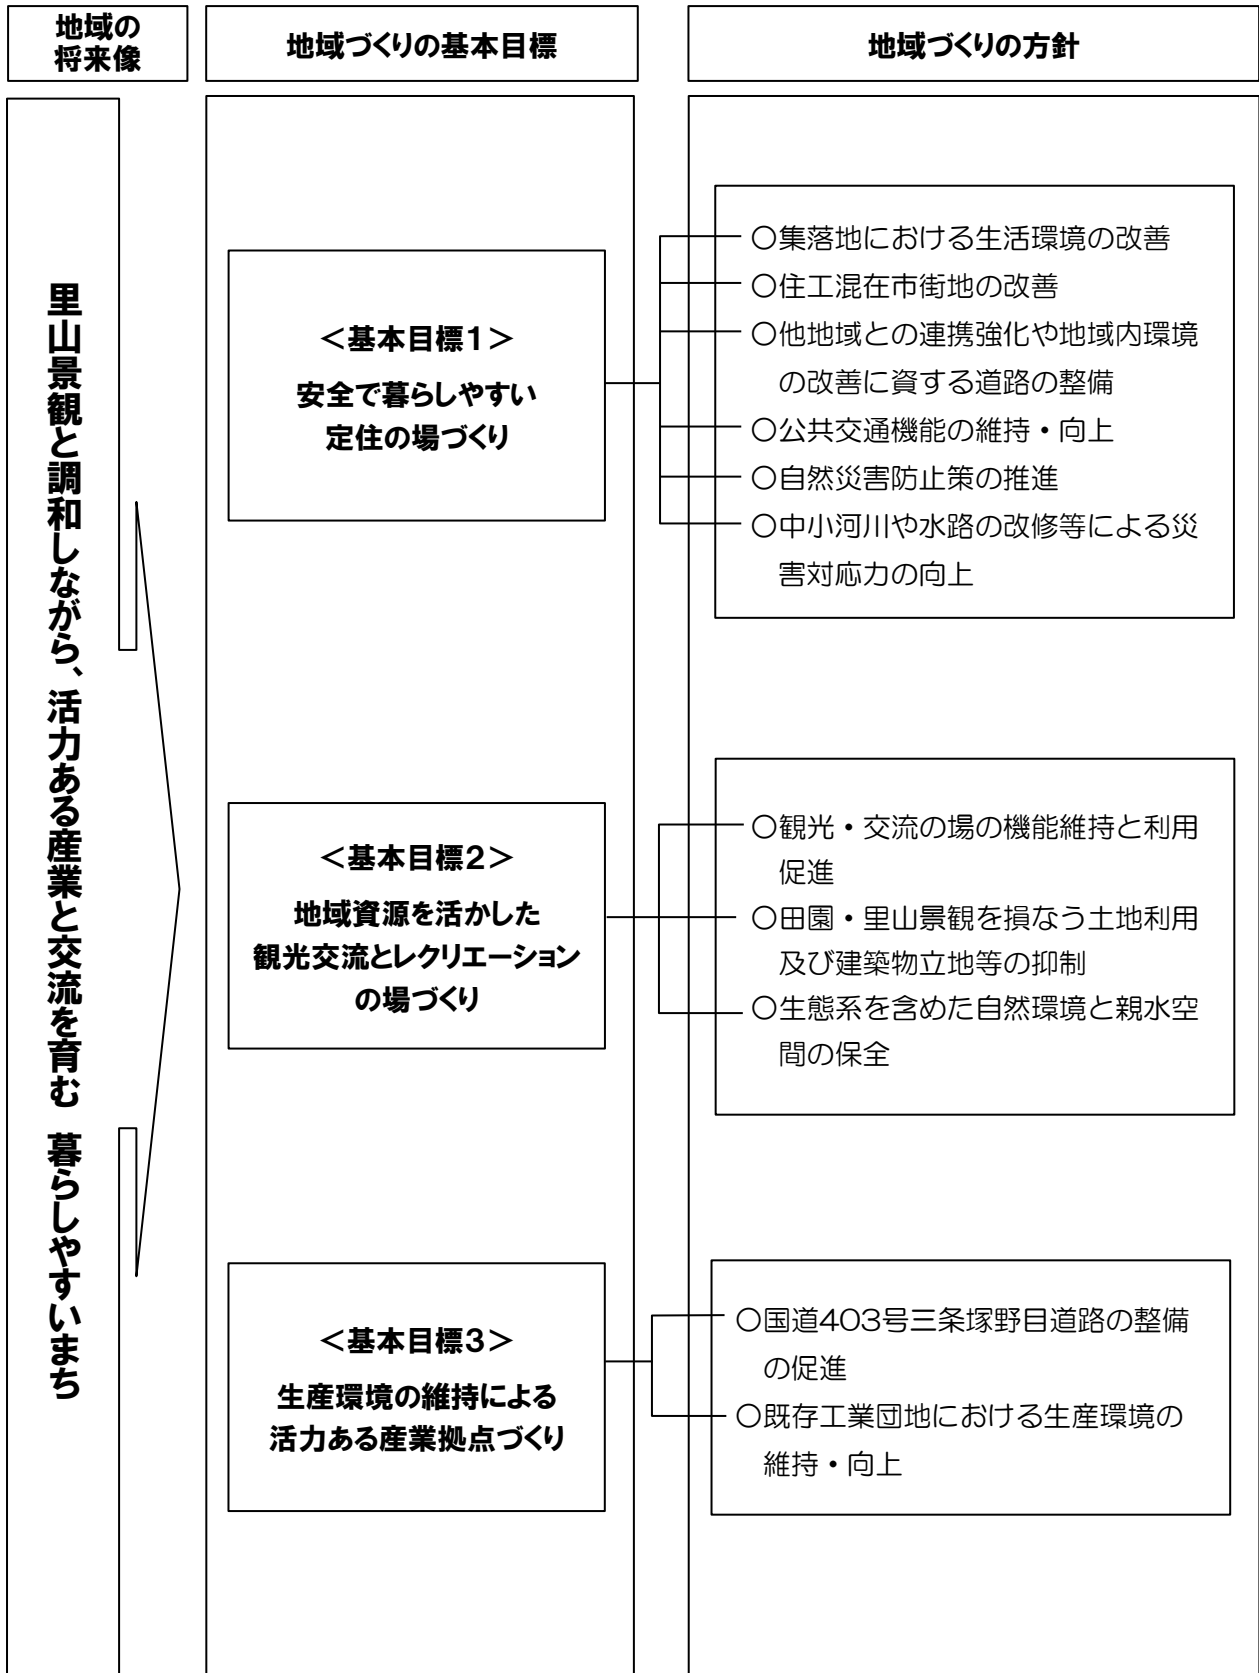 地域の
将来像
地域づくりの基本目標
地域づくりの方針
里山景観と調和しながら、活力ある産業と交流を育む 暮らしやすいまち
＜基本目標１＞
安全で暮らしやすい
定住の場づくり
〇集落地における生活環境の改善
〇住工混在市街地の改善
〇他地域との連携強化や地域内環境
の改善に資する道路の整備
〇公共交通機能の維持・向上
〇自然災害防止策の推進
〇中小河川や水路の改修等による災
害対応力の向上
＜基本目標２＞
地域資源を活かした
観光交流とレクリエーション
の場づくり
〇観光・交流の場の機能維持と利用
促進
〇田園・里山景観を損なう土地利用
及び建築物立地等の抑制
〇生態系を含めた自然環境と親水空
間の保全
＜基本目標３＞
生産環境の維持による
活力ある産業拠点づくり
〇国道403号三条塚野目道路の整備
の促進
〇既存工業団地における生産環境の
維持・向上